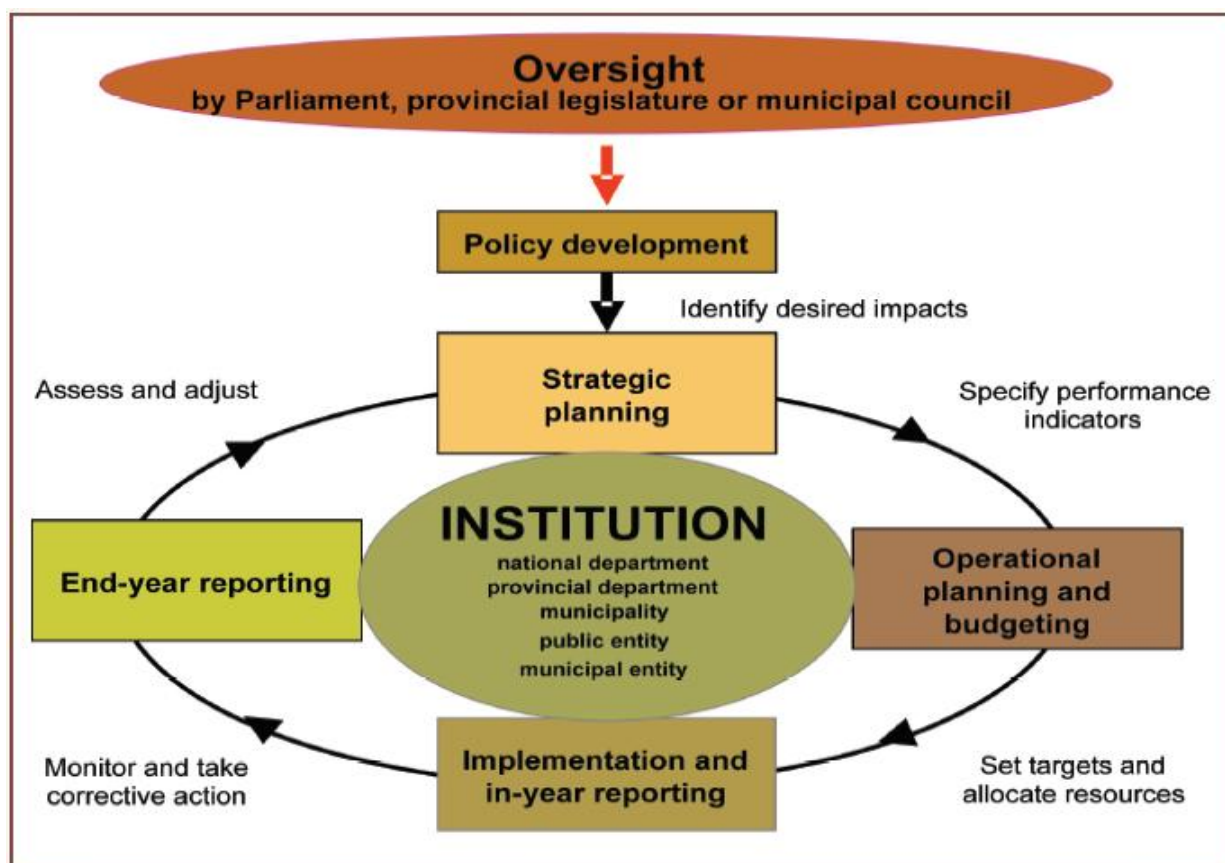 Oversight
by Parliament, provincial legislature or municipal council
Policy development
Identify desired impacts
Strategic
planning
Assess and adjust
Specify performance
indicators
INSTITUTION
national department
provincial department
municipality
public entity
municipal entity
End-year reporting
Operational
planning and
budgeting
Implementation and
in-year reporting
Monitor and take
corrective action
Set targets and
allocate resources